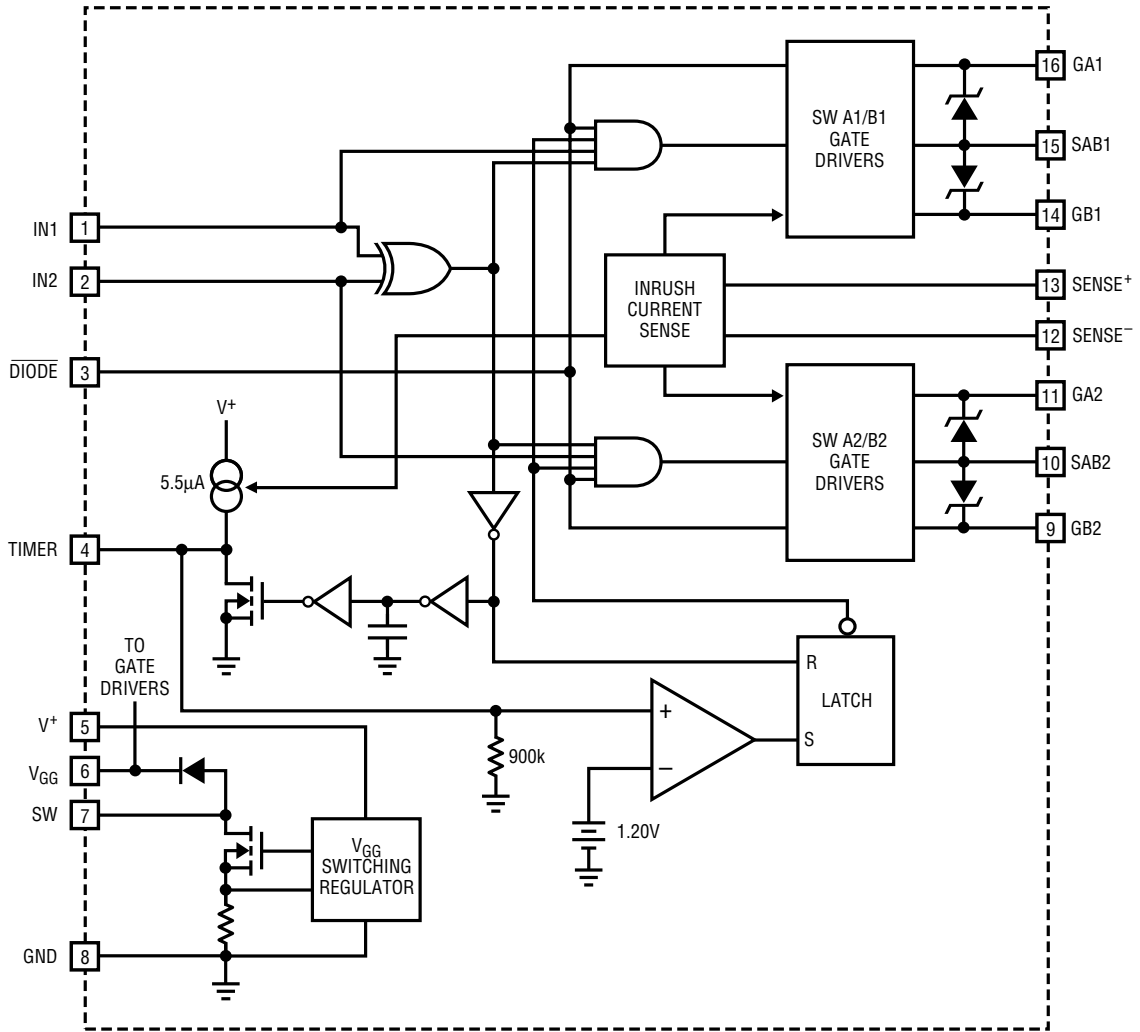 16 GA1
SW A1/B1
GATE
DRIVERS
15 SAB1
14 GB1
IN1 1
IN2 2
INRUSH
CURRENT
SENSE
13 SENSE+
12 SENSE–
DIODE 3
11 GA2
V+
SW A2/B2
GATE
DRIVERS
10 SAB2
5.5µA
9 GB2
TIMER 4
TO
GATE
DRIVERS
R
LATCH
S
V+ 5
+
–
900k
VGG 6
SW 7
1.20V
VGG
SWITCHING
REGULATOR
GND 8